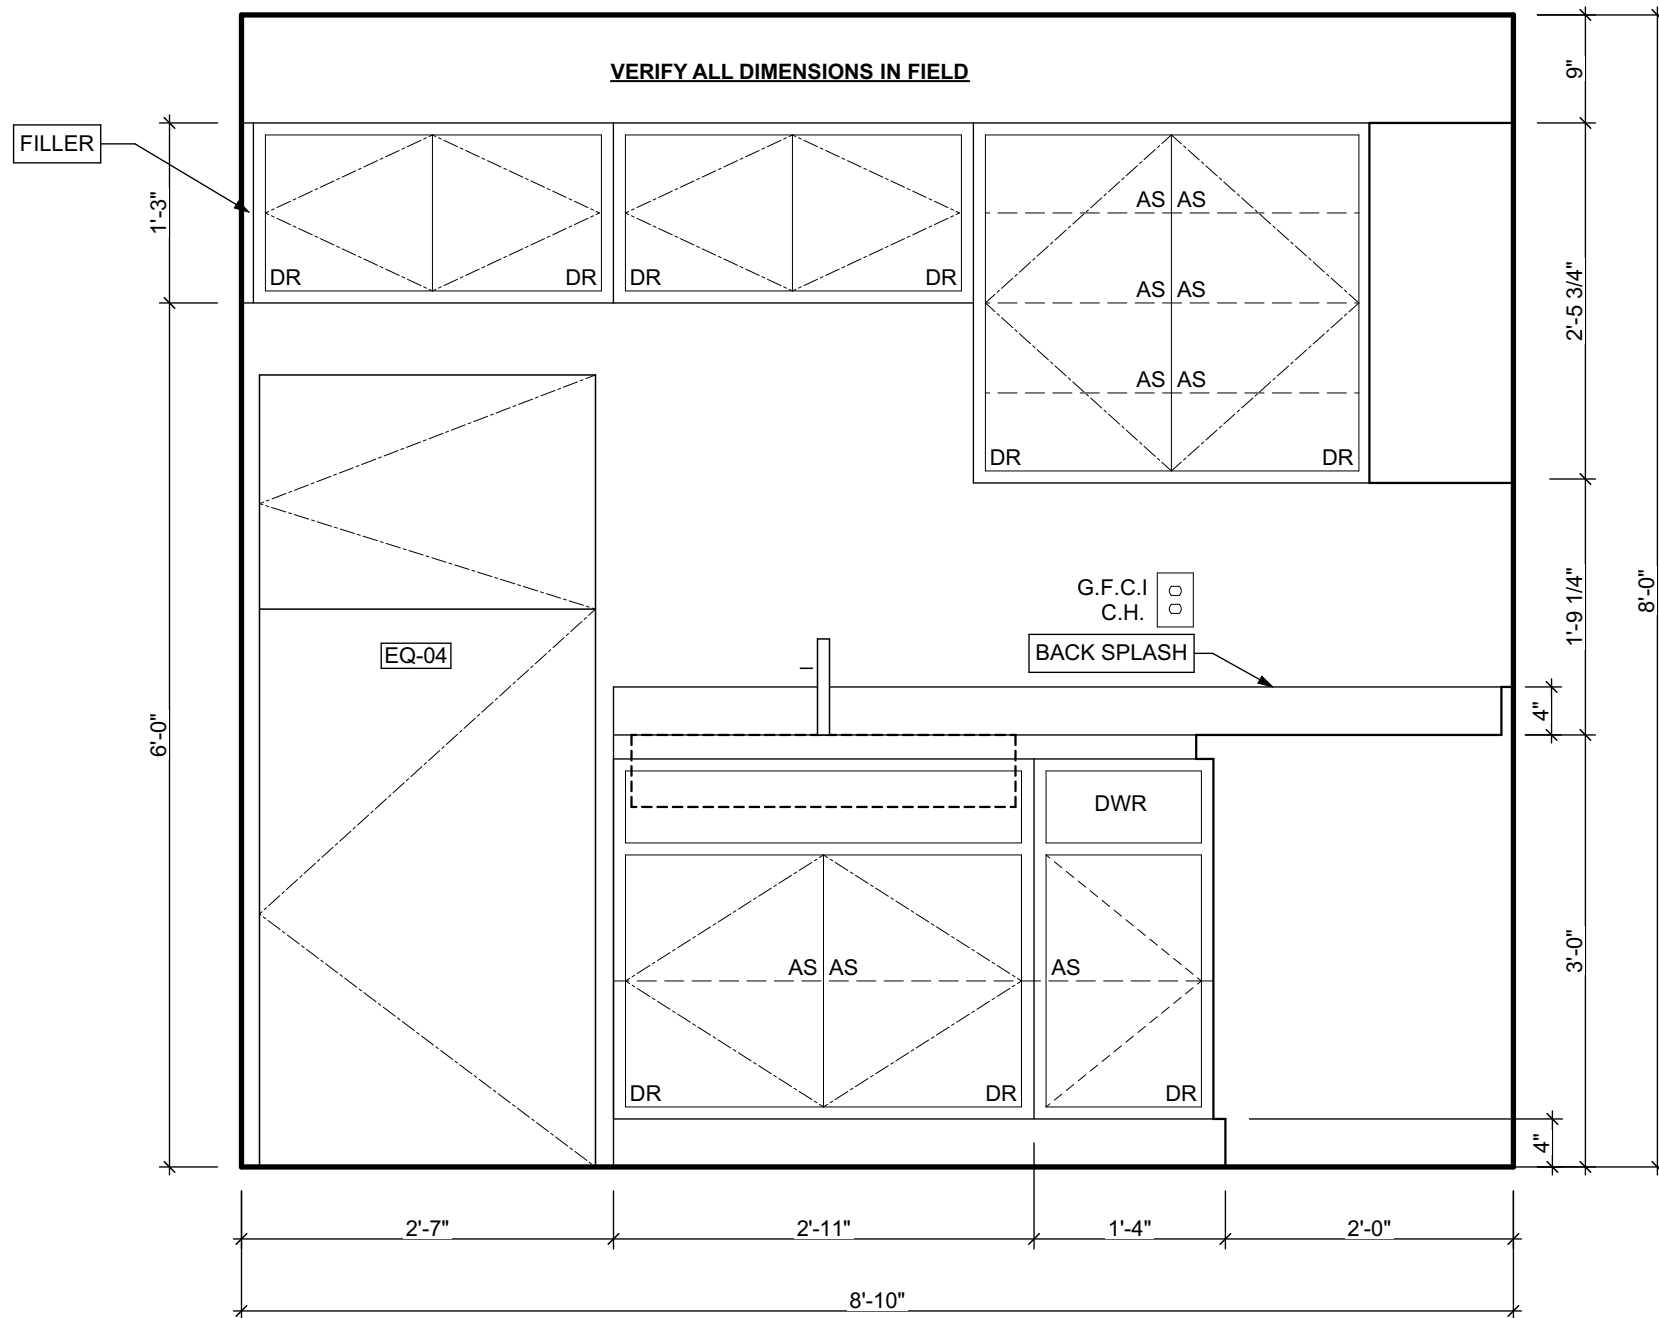 VERIFY ALL DIMENSIONS IN FIELD
9"
FILLER
1'-3"
DR DR DR DR
AS AS
AS AS
AS AS
DR DR
2'-5 3/4"
G.F.C.I
C.H.
EQ-04
BACK SPLASH
1'-9 1/4"
8'-0"
4"
6'-0"
DWR
AS AS AS
3'-0"
DR DR DR
4"
2'-7" 2'-11" 1'-4" 2'-0"
8'-10"